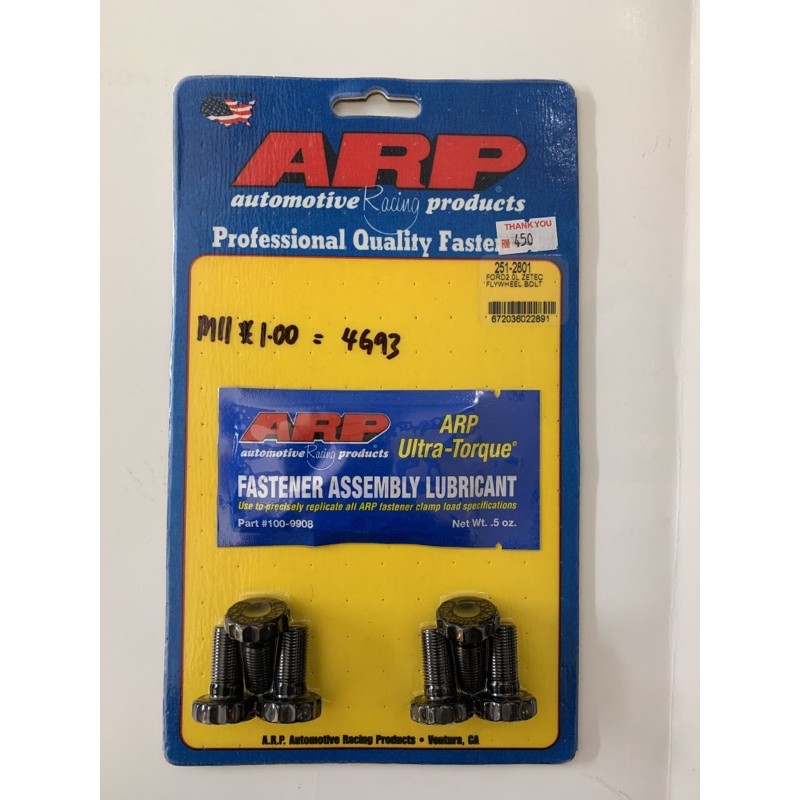 ARP
automotive Racing products
Professional Quality Fasten
THANK YOU
RM 450
251-2801
FORD2.0L ZETEC
FLYWHEEL BOLT
672036022891
M11 x 1.00 = 4G93
ARP
automotive Racing products
ARP
Ultra-Torque®
FASTENER ASSEMBLY LUBRICANT
Use to precisely replicate all ARP fastener clamp load specifications
Part #100-9908
Net Wt. .5 oz.
A.R.P. Automotive Racing Products • Ventura, CA